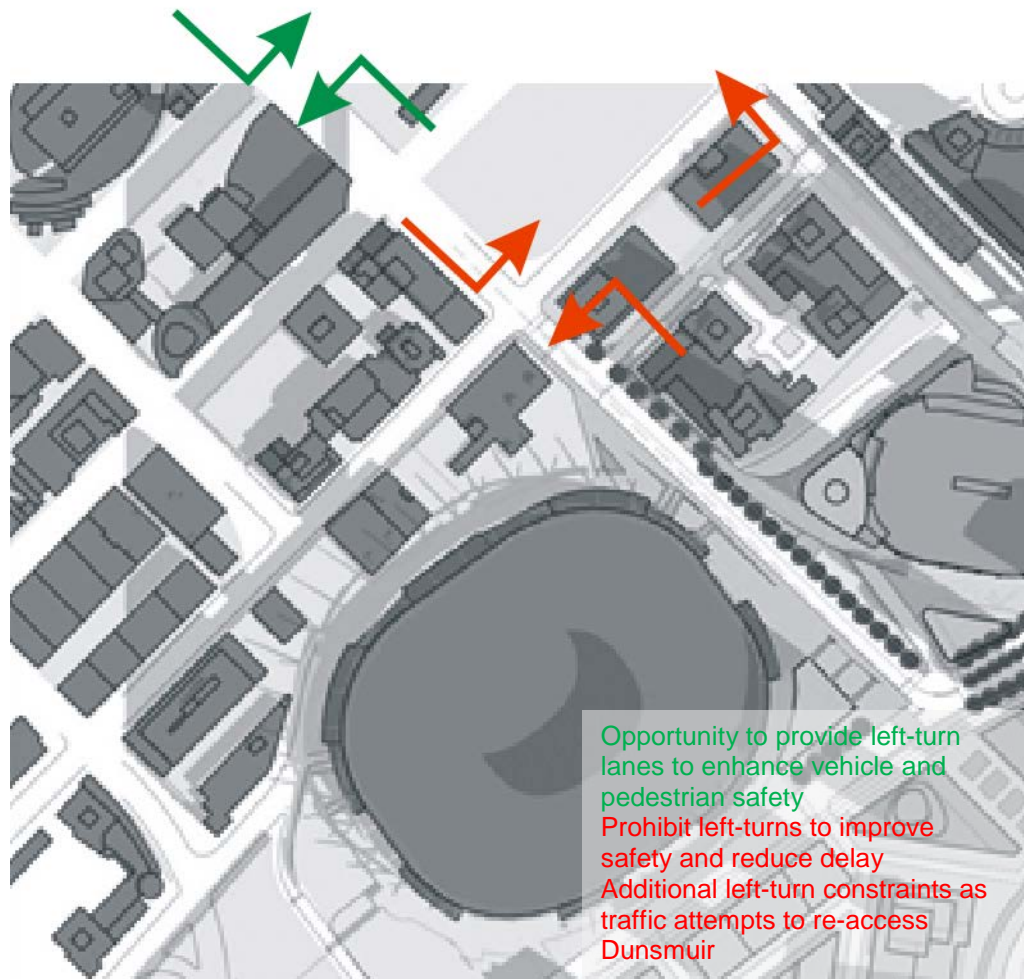 Opportunity to provide left-turn
lanes to enhance vehicle and
pedestrian safety
Prohibit left-turns to improve
safety and reduce delay
Additional left-turn constraints as
traffic attempts to re-access
Dunsmuir